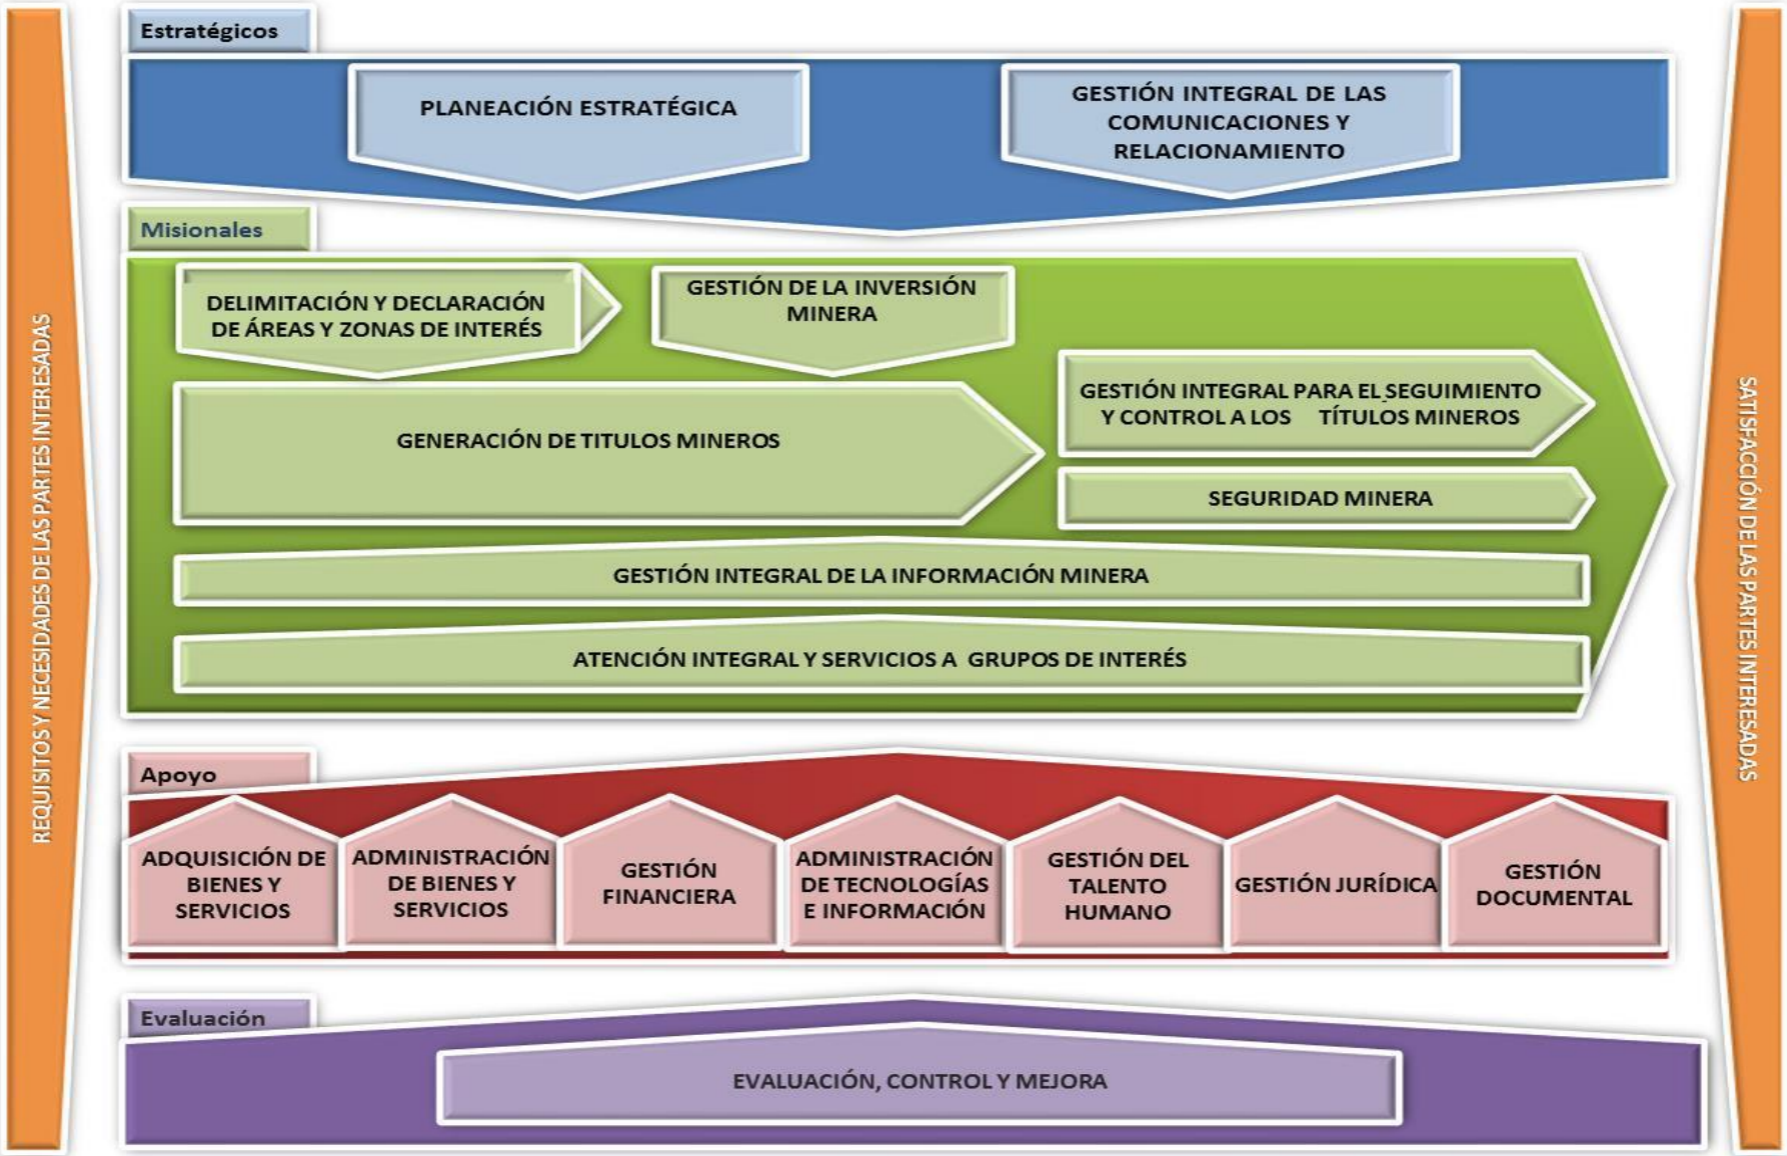 REQUISITOS Y NECESIDADES DE LAS PARTES INTERESADAS
Estratégicos
PLANEACIÓN ESTRATÉGICA
GESTIÓN INTEGRAL DE LAS
COMUNICACIONES Y
RELACIONAMIENTO
Misionales
DELIMITACIÓN Y DECLARACIÓN
DE ÁREAS Y ZONAS DE INTERÉS
GESTIÓN DE LA INVERSIÓN
MINERA
GENERACIÓN DE TITULOS MINEROS
GESTIÓN INTEGRAL PARA EL SEGUIMIENTO
Y CONTROL A LOS TÍTULOS MINEROS
SEGURIDAD MINERA
GESTIÓN INTEGRAL DE LA INFORMACIÓN MINERA
ATENCIÓN INTEGRAL Y SERVICIOS A GRUPOS DE INTERÉS
Apoyo
ADQUISICIÓN DE
BIENES Y
SERVICIOS
ADMINISTRACIÓN
DE BIENES Y
SERVICIOS
GESTIÓN
FINANCIERA
ADMINISTRACIÓN
DE TECNOLOGÍAS
E INFORMACIÓN
GESTIÓN DEL
TALENTO
HUMANO
GESTIÓN JURÍDICA
GESTIÓN
DOCUMENTAL
Evaluación
EVALUACIÓN, CONTROL Y MEJORA
SATISFACCIÓN DE LAS PARTES INTERESADAS